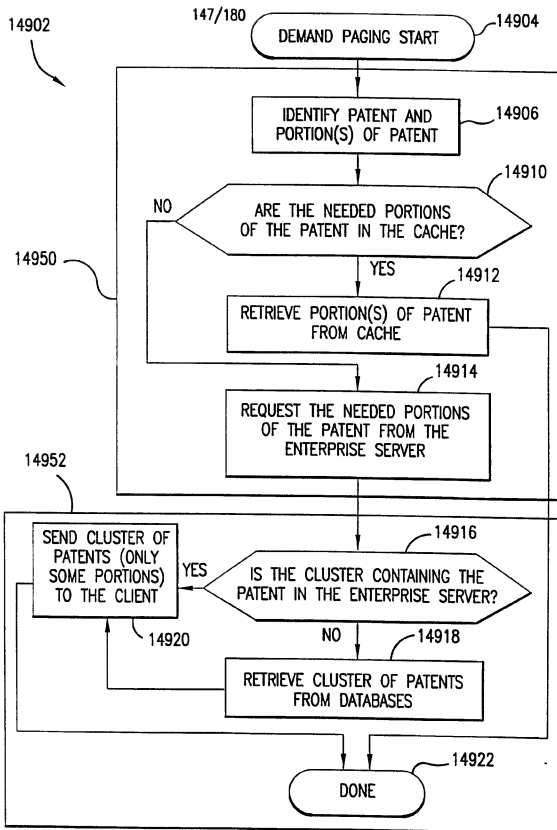 14902
147/180
DEMAND PAGING START
14904
IDENTIFY PATENT AND
PORTION(S) OF PATENT
14906
14910
NO
ARE THE NEEDED PORTIONS
OF THE PATENT IN THE CACHE?
14950
YES
14912
RETRIEVE PORTION(S) OF PATENT
FROM CACHE
14914
REQUEST THE NEEDED PORTIONS
OF THE PATENT FROM THE
ENTERPRISE SERVER
14952
SEND CLUSTER OF
PATENTS (ONLY
SOME PORTIONS)
TO THE CLIENT
YES
14916
IS THE CLUSTER CONTAINING THE
PATENT IN THE ENTERPRISE SERVER?
14920
NO
14918
RETRIEVE CLUSTER OF PATENTS
FROM DATABASES
DONE
14922